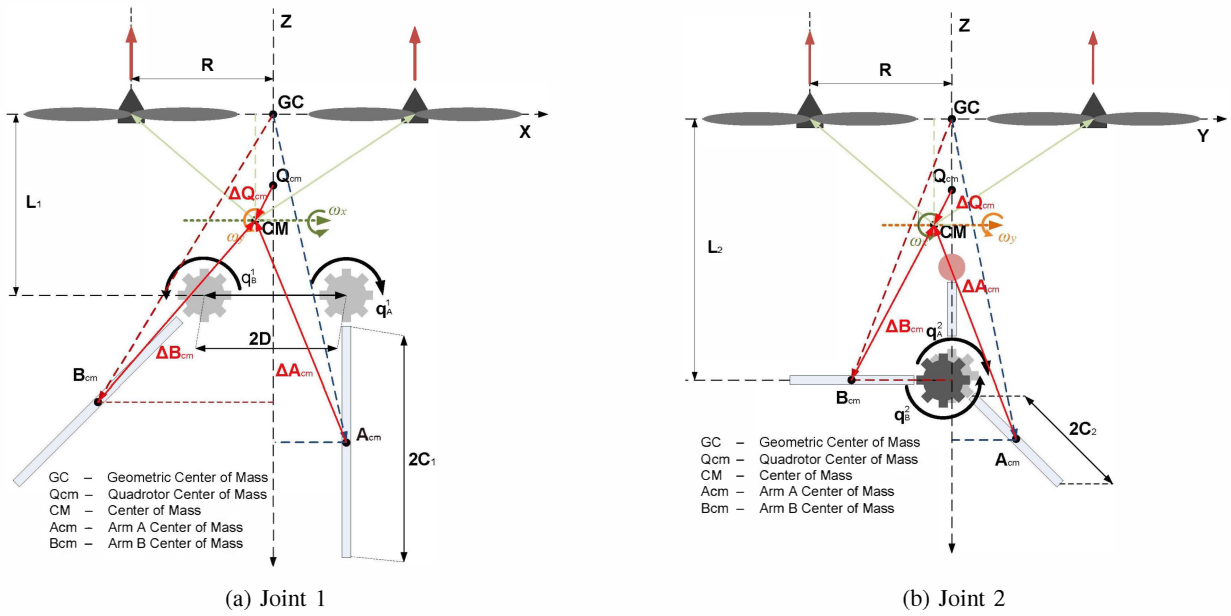 Z
R
GC
X
Qcm
ΔQcm
L1
CM
ωx
ωy
q1B
q1A
2D
ΔBcm
ΔAcm
Bcm
Acm
2C1
GC – Geometric Center of Mass
Qcm – Quadrotor Center of Mass
CM – Center of Mass
Acm – Arm A Center of Mass
Bcm – Arm B Center of Mass
(a) Joint 1
Z
R
GC
Y
Qcm
ΔQcm
CM
ωx
ωy
L2
ΔAcm
ΔBcm
q2A
Bcm
q2B
2C2
Acm
GC – Geometric Center of Mass
Qcm – Quadrotor Center of Mass
CM – Center of Mass
Acm – Arm A Center of Mass
Bcm – Arm B Center of Mass
(b) Joint 2